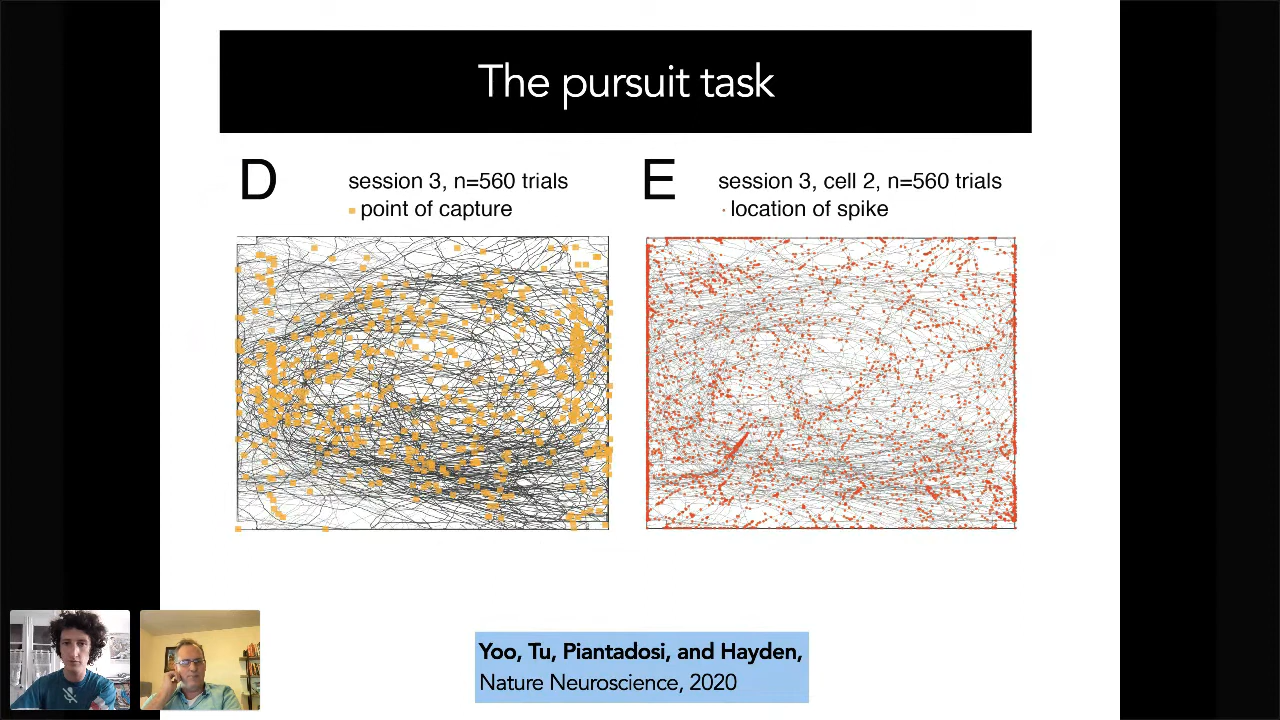 The pursuit task
D
session 3, n=560 trials
point of capture
E
session 3, cell 2, n=560 trials
location of spike
Yoo, Tu, Piantadosi, and Hayden,
Nature Neuroscience, 2020